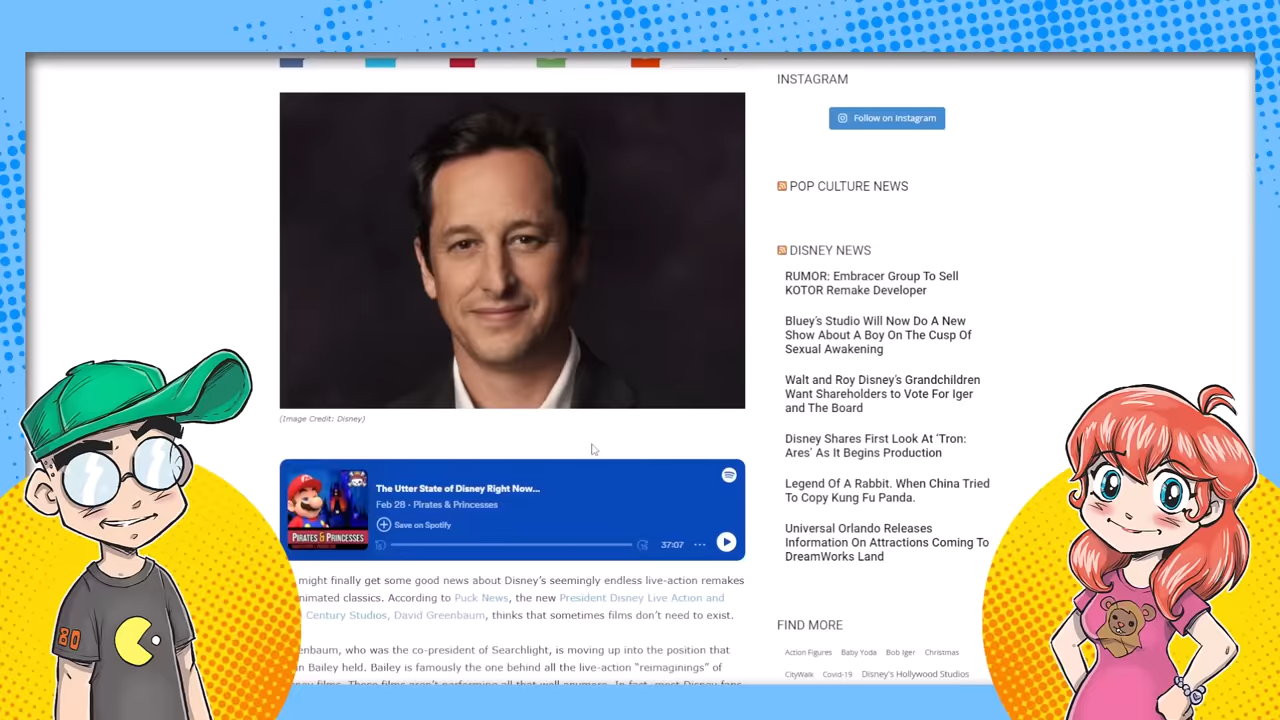 INSTAGRAM
Follow on Instagram
POP CULTURE NEWS
DISNEY NEWS
RUMOR: Embracer Group To Sell
KOTOR Remake Developer
Bluey's Studio Will Now Do A New
Show About A Boy On The Cusp Of
Sexual Awakening
Walt and Roy Disney's Grandchildren
Want Shareholders to Vote For Iger
and The Board
Disney Shares First Look At 'Tron:
Ares' As It Begins Production
Legend Of A Rabbit. When China Tried
To Copy Kung Fu Panda.
Universal Orlando Releases
Information On Attractions Coming To
DreamWorks Land
FIND MORE
Action Figures Baby Yoda Bob Iger Christmas
CityWalk Covid-19 Disney's Hollywood Studios
(Image Credit: Disney)
The Utter State of Disney Right Now...
Feb 28 · Pirates & Princesses
Save on Spotify
PIRATES & PRINCESSES
37:07
might finally get some good news about Disney's seemingly endless live-action remakes
nimated classics. According to Puck News, the new President Disney Live Action and
Century Studios, David Greenbaum, thinks that sometimes films don't need to exist.
enbaum, who was the co-president of Searchlight, is moving up into the position that
n Bailey held. Bailey is famously the one behind all the live-action "reimaginings" of
80